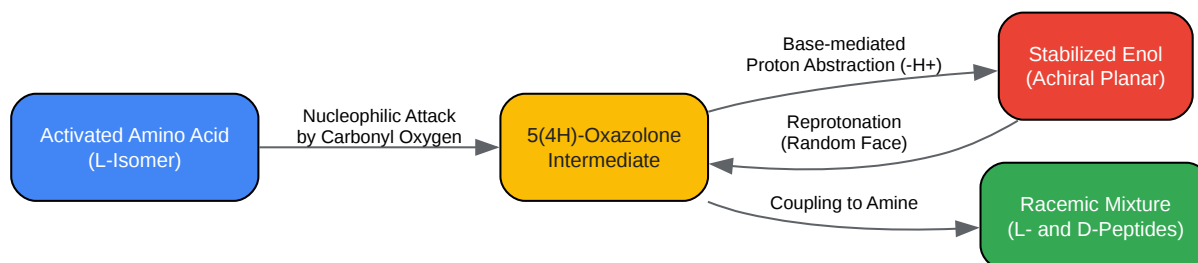 Activated Amino Acid
(L-Isomer)
Nucleophilic Attack
by Carbonyl Oxygen
5(4H)-Oxazolone
Intermediate
Base-mediated
Proton Abstraction (-H+)
Stabilized Enol
(Achiral Planar)
Reprotonation
(Random Face)
Coupling to Amine
Racemic Mixture
(L- and D-Peptides)